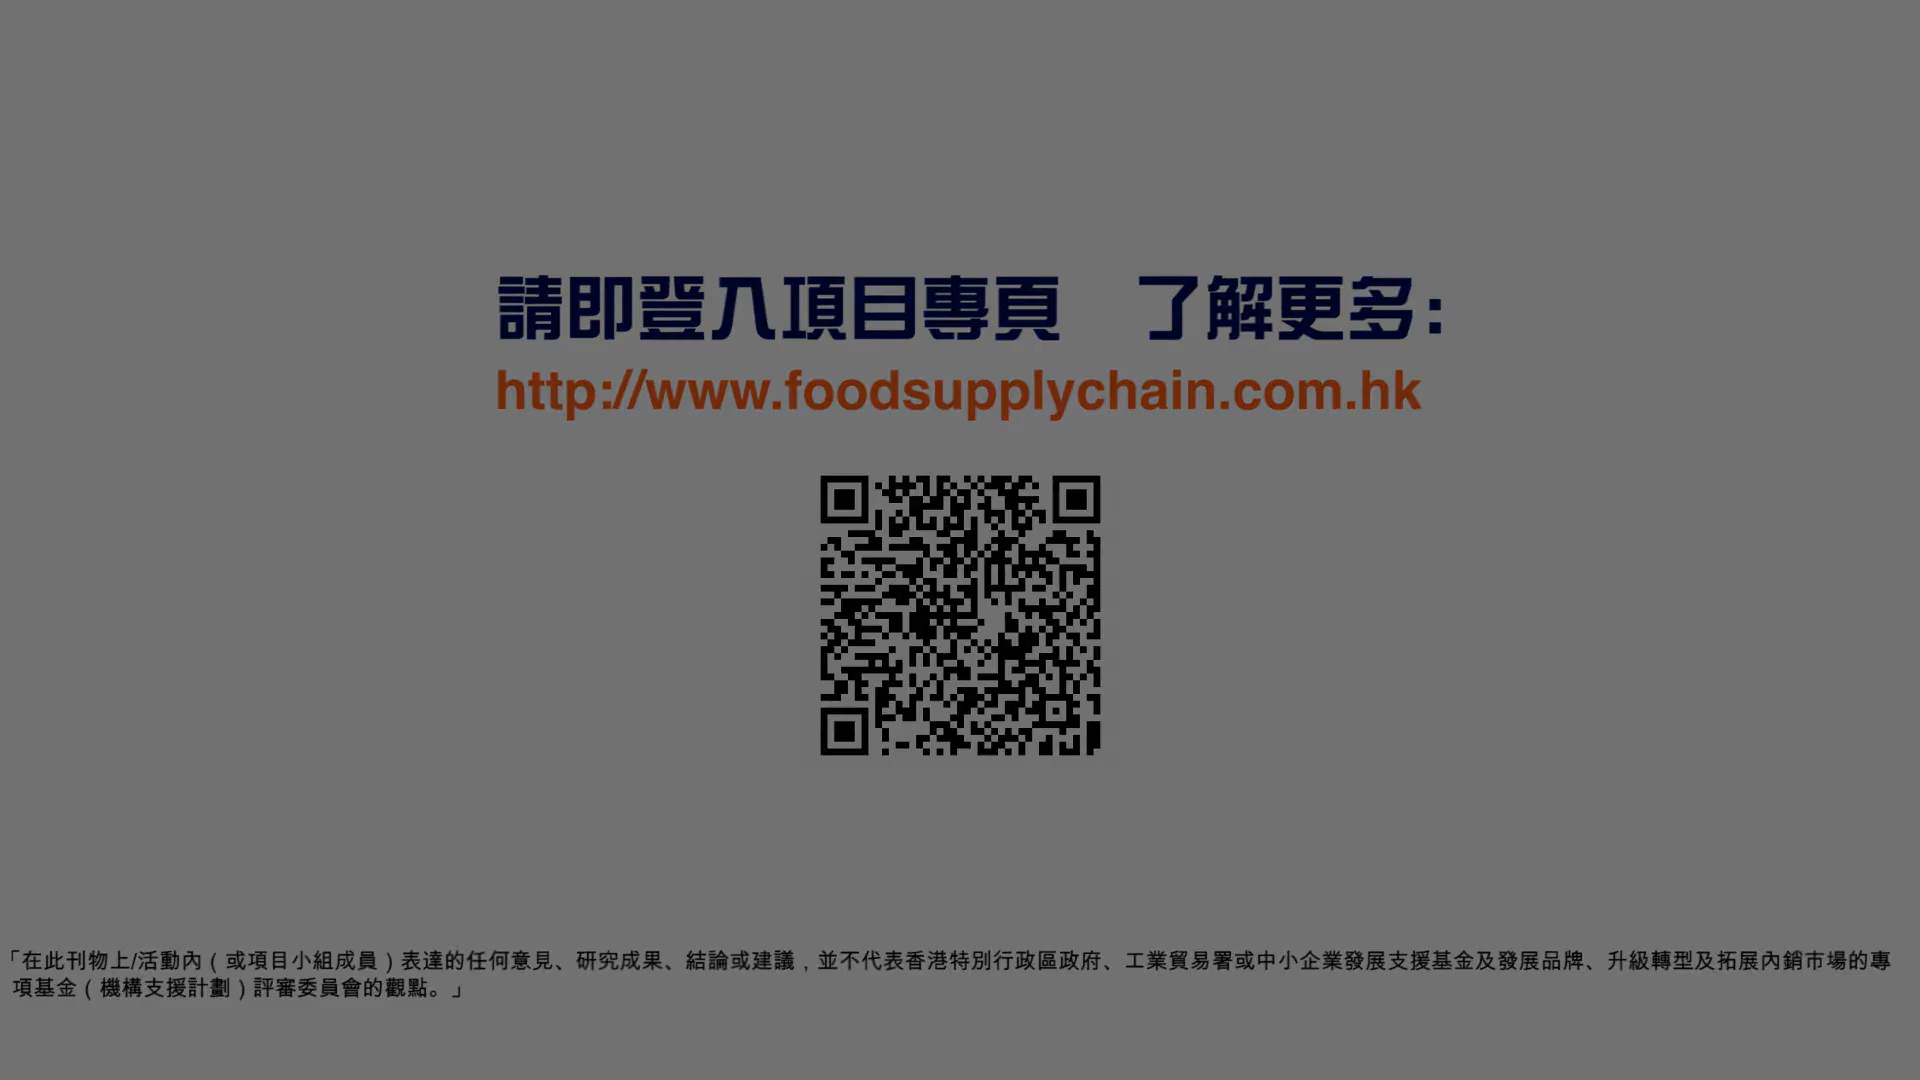 請即登入項目專頁　了解更多:
http://www.foodsupplychain.com.hk
「在此刊物上/活動內 ( 或項目小組成員 ) 表達的任何意見、研究成果、結論或建議 , 並不代表香港特別行政區政府、工業貿易署或中小企業發展支援基金及發展品牌、升級轉型及拓展內銷市場的專
項基金 ( 機構支援計劃 ) 評審委員會的觀點。」